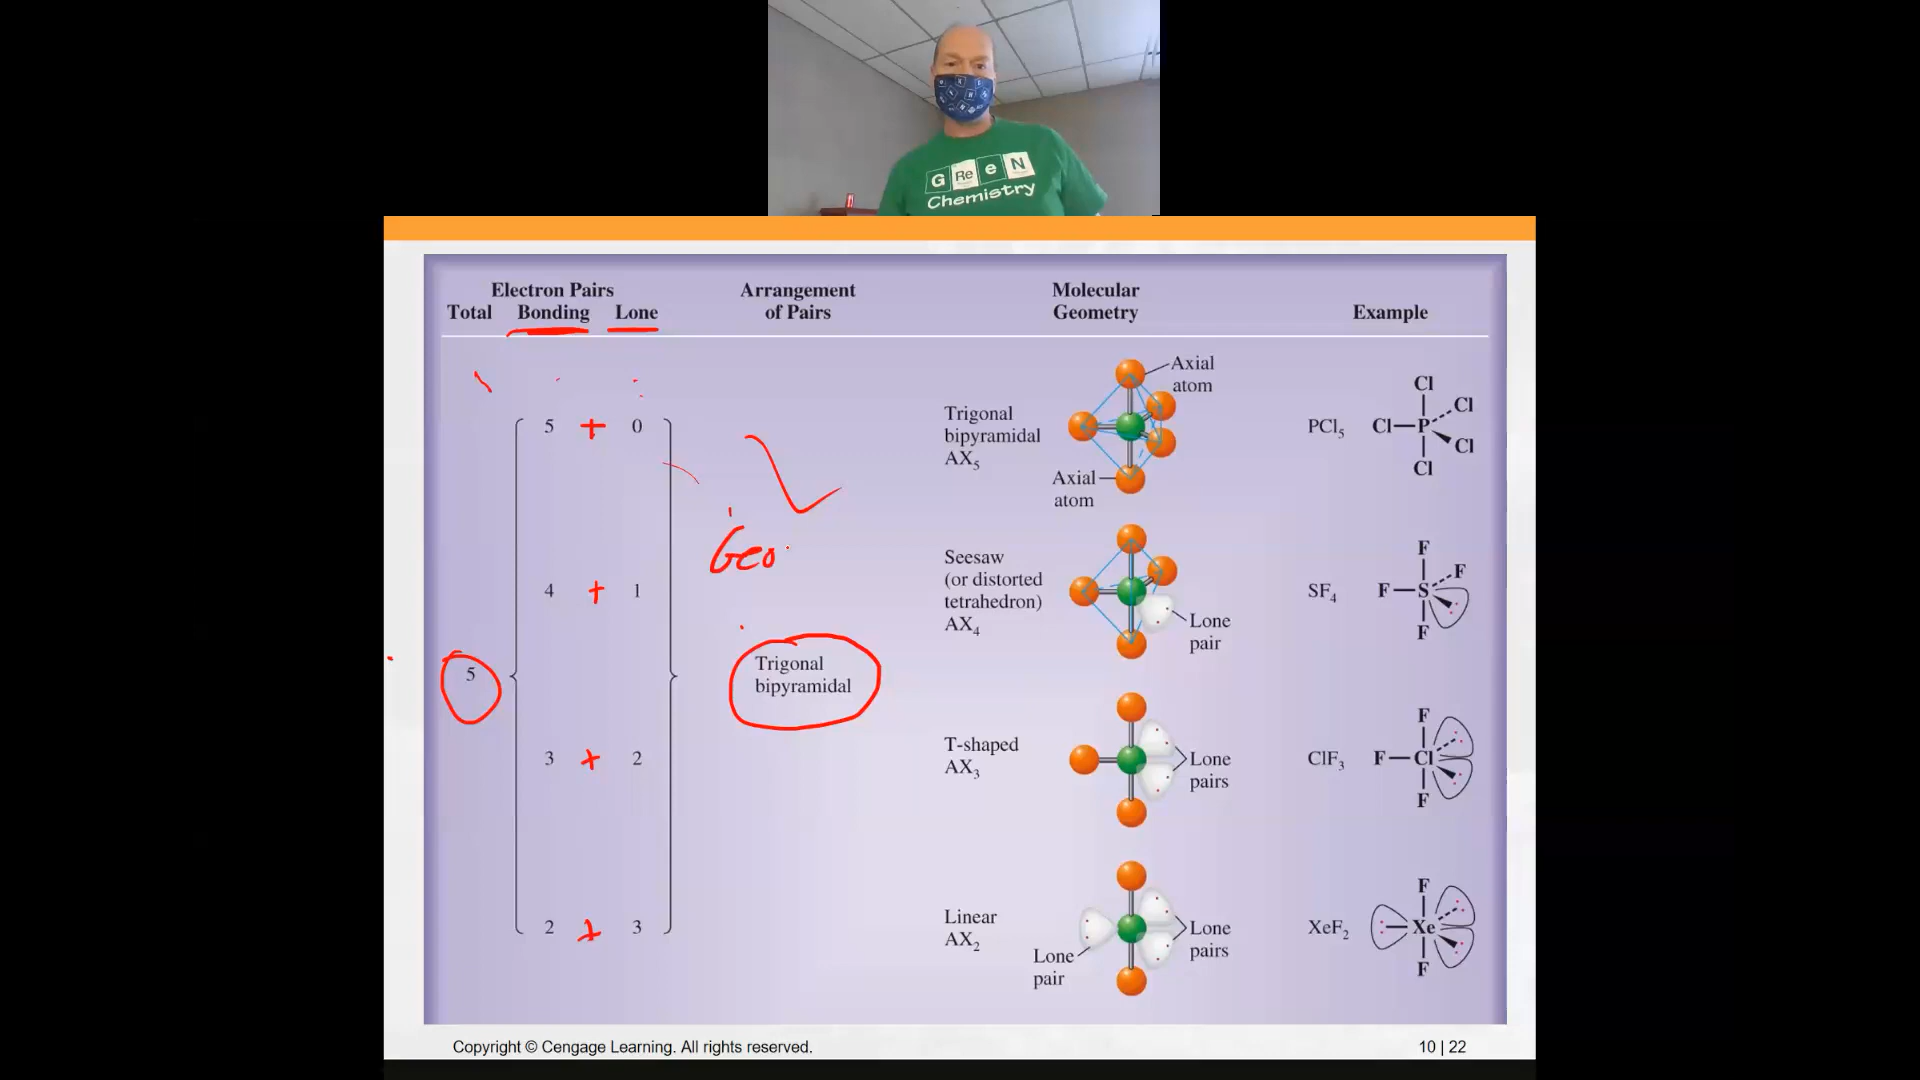 G Re e N
Chemistry
Electron Pairs
Total Bonding Lone
Arrangement
of Pairs
Molecular
Geometry
Example
5 + 0
Trigonal
bipyramidal
AX5
Axial
atom
Axial
atom
PCl5
Cl
Cl
Cl—P
Cl
Cl
Geo
4 + 1
Seesaw
(or distorted
tetrahedron)
AX4
Lone
pair
SF4
F
F
F—S
F
5
Trigonal
bipyramidal
3 + 2
T-shaped
AX3
Lone
pairs
ClF3
F
F—Cl
F
2 + 3
Linear
AX2
Lone
pair
Lone
pairs
XeF2
F
Xe
F
Copyright © Cengage Learning. All rights reserved.
10 | 22